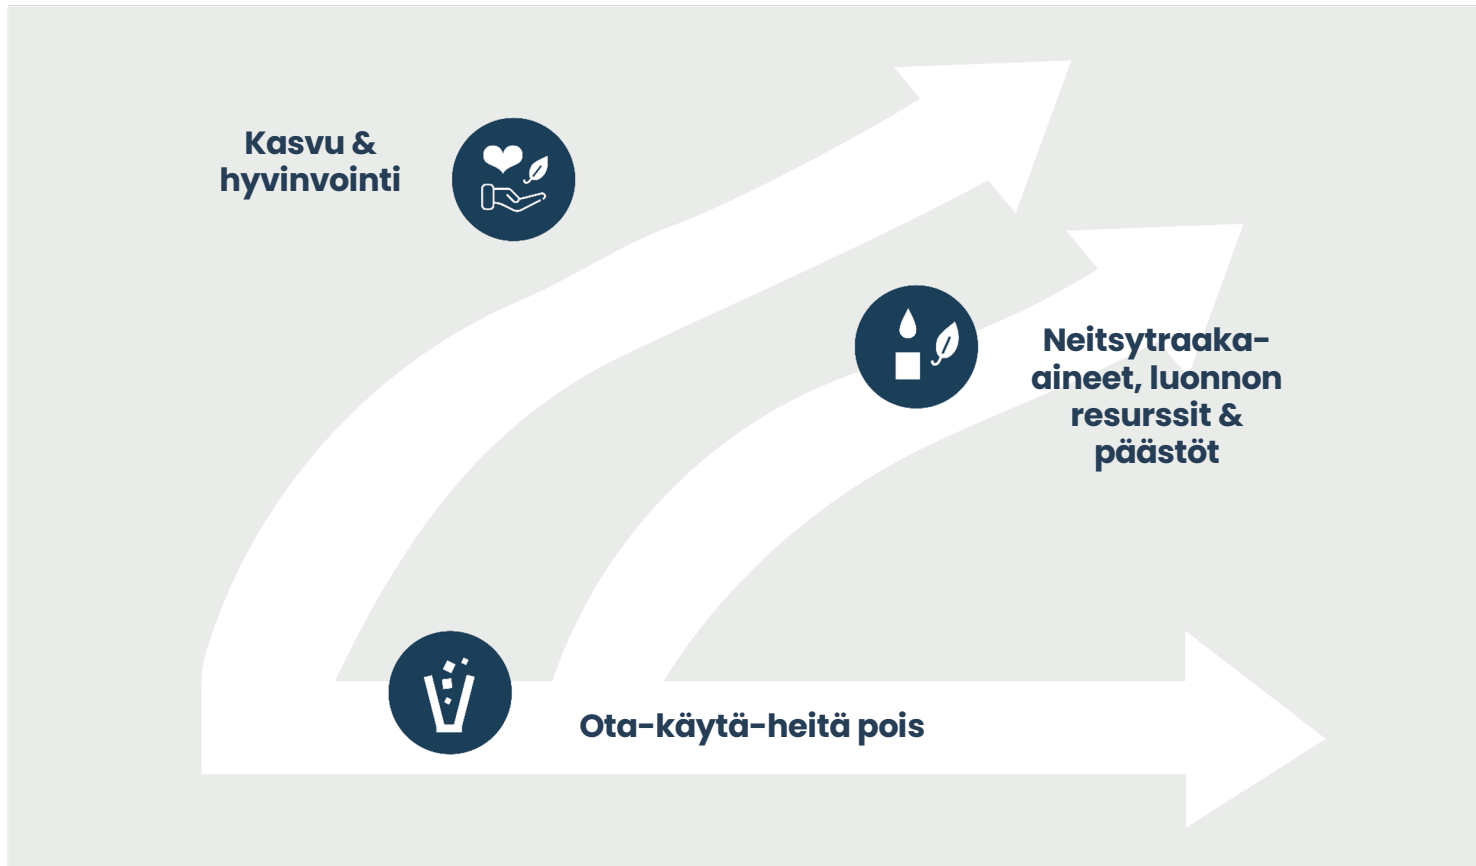 Kasvu &
hyvinvointi
Neitsytraaka-
aineet, luonnon
resurssit &
päästöt
Ota-käytä-heitä pois